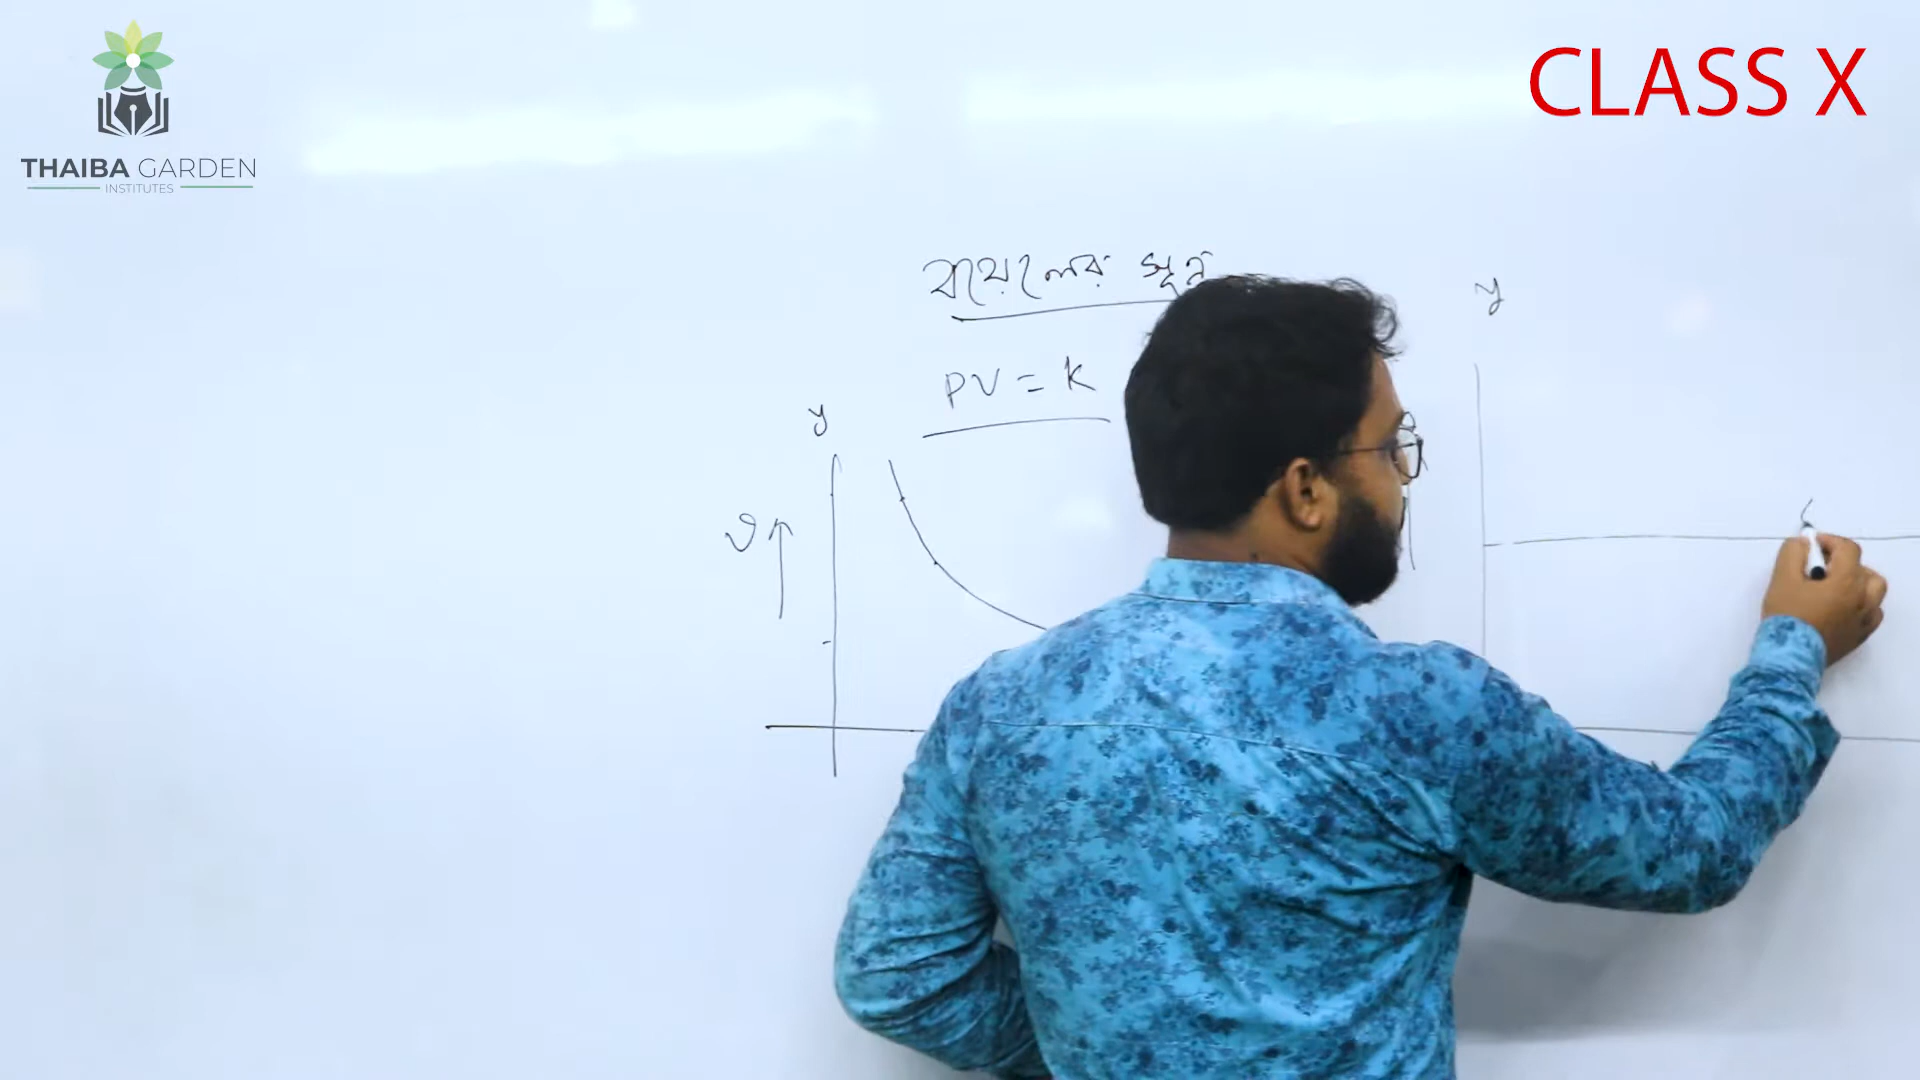 THAIBA GARDEN
INSTITUTES
CLASS X
বয়েলের সূত্র
PV = K
y
v
y